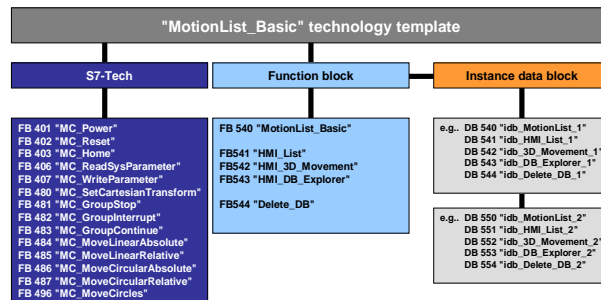 "MotionList_Basic" technology template
S7-Tech
Function block
Instance data block
FB 401 "MC_Power"
FB 402 "MC_Reset"
FB 403 "MC_Home"
FB 406 "MC_ReadSysParameter"
FB 407 "MC_WriteParameter"
FB 480 "MC_SetCartesianTransform"
FB 481 "MC_GroupStop"
FB 482 "MC_GroupInterrupt"
FB 483 "MC_GroupContinue"
FB 484 "MC_MoveLinearAbsolute"
FB 485 "MC_MoveLinearRelative"
FB 486 "MC_MoveCircularAbsolute"
FB 487 "MC_MoveCircularRelative"
FB 496 "MC_MoveCircles"
FB 540 "MotionList_Basic"
FB541 "HMI_List"
FB542 "HMI_3D_Movement"
FB543 "HMI_DB_Explorer"
FB544 "Delete_DB"
e.g.. DB 540 "idb_MotionList_1"
DB 541 "idb_HMI_List_1"
DB 542 "idb_3D_Movement_1"
DB 543 "idb_DB_Explorer_1"
DB 544 "idb_Delete_DB_1"
e.g.. DB 550 "idb_MotionList_2"
DB 551 "idb_HMI_List_2"
DB 552 "idb_3D_Movement_2"
DB 553 "idb_DB_Explorer_2"
DB 554 "idb_Delete_DB_2"